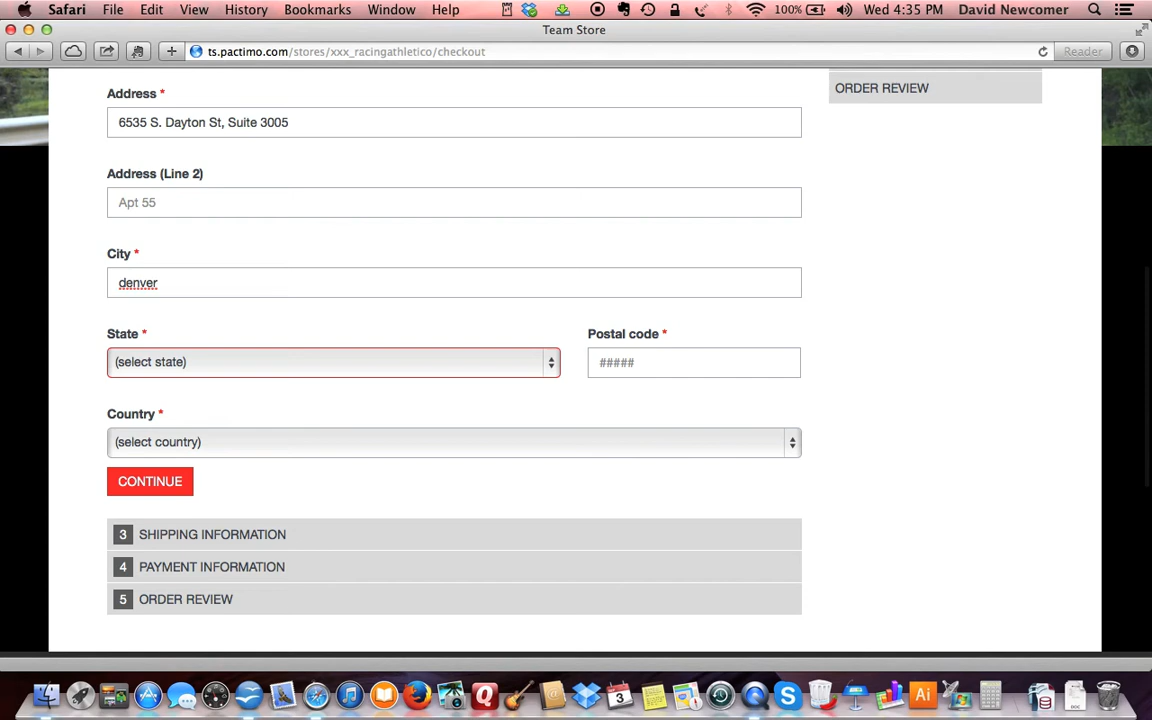 Safari File Edit View History Bookmarks Window Help 100% Wed 4:35 PM David Newcomer
Team Store
ts.pactimo.com/stores/xxx_racingathletico/checkout Reader
Address *
ORDER REVIEW
6535 S. Dayton St, Suite 3005
Address (Line 2)
Apt 55
City *
denver
State * Postal code *
(select state) #####
Country *
(select country)
CONTINUE
3 SHIPPING INFORMATION
4 PAYMENT INFORMATION
5 ORDER REVIEW